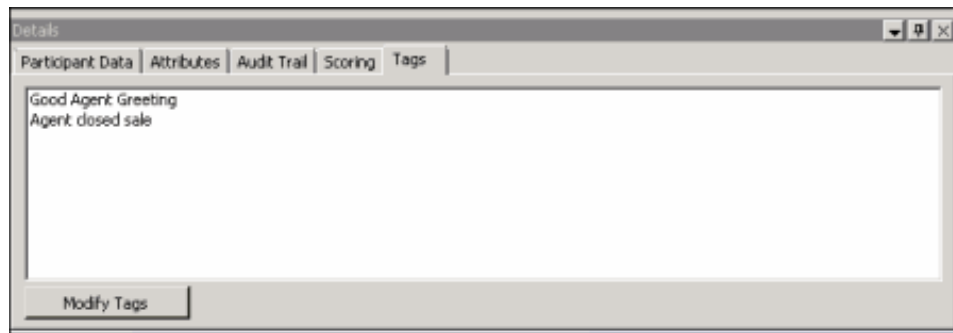 Details
Participant Data Attributes Audit Trail Scoring Tags
Good Agent Greeting
Agent closed sale
Modify Tags